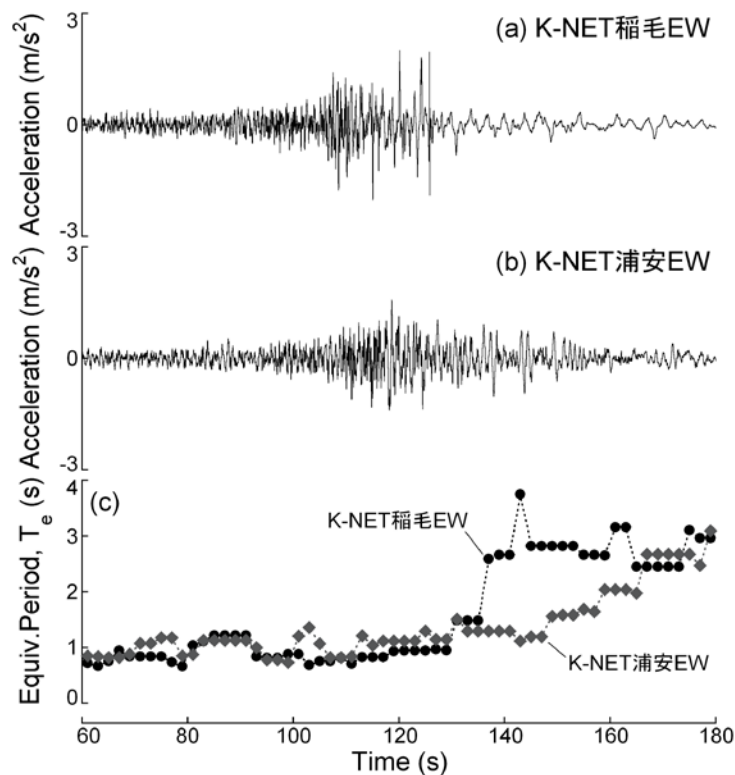 (a) K-NET稲毛EW
Acceleration (m/s²)
3
0
-3
(b) K-NET浦安EW
Acceleration (m/s²)
3
0
-3
(c)
Equiv.Period, T_e (s)
4
3
2
1
0
K-NET稲毛EW
K-NET浦安EW
60 80 100 120 140 160 180
Time (s)